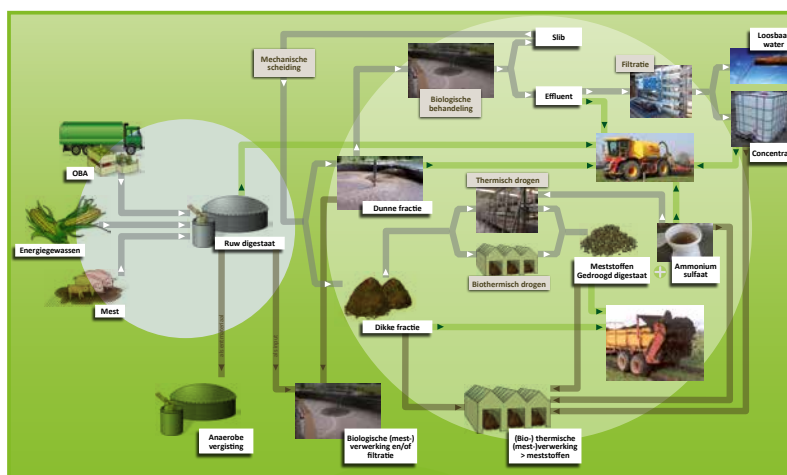 Slib
Loosbaar
water
Mechanische
scheiding
Filtratie
Biologische
behandeling
Effluent
Concentraat
OBA
Thermisch drogen
Dunne fractie
Energiegewassen
Ruw digestaat
Meststoffen
Gedroogd digestaat
Ammonium
sulfaat
Biothermisch drogen
Mest
Dikke fractie
Anaerobe
vergisting
Biologische (mest-)
verwerking en/of
filtratie
(Bio-) thermische
(mest-)verwerking
> meststoffen